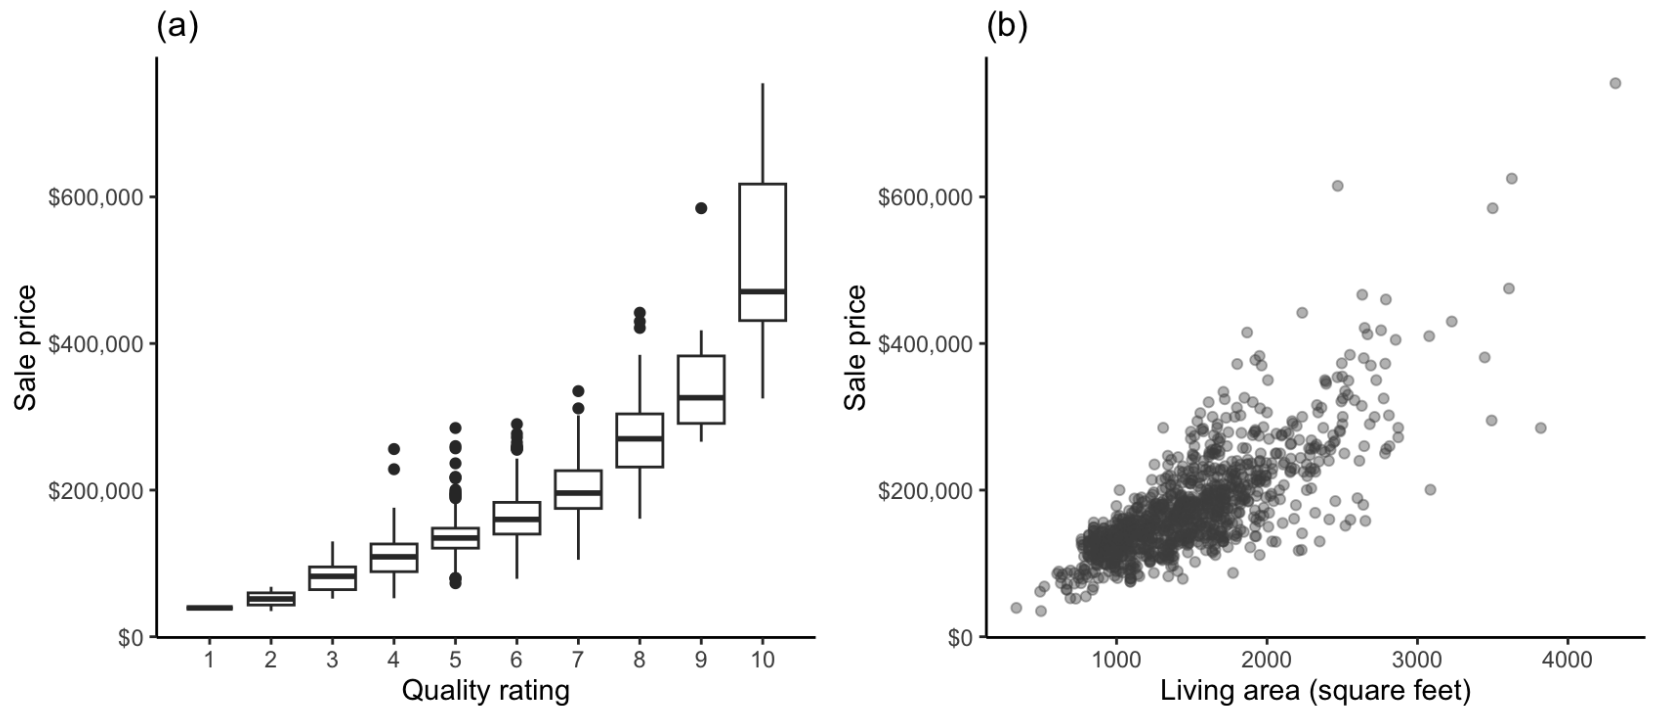 (a)
Sale price
$600,000
$400,000
$200,000
$0
1 2 3 4 5 6 7 8 9 10
Quality rating
(b)
Sale price
$600,000
$400,000
$200,000
$0
1000 2000 3000 4000
Living area (square feet)